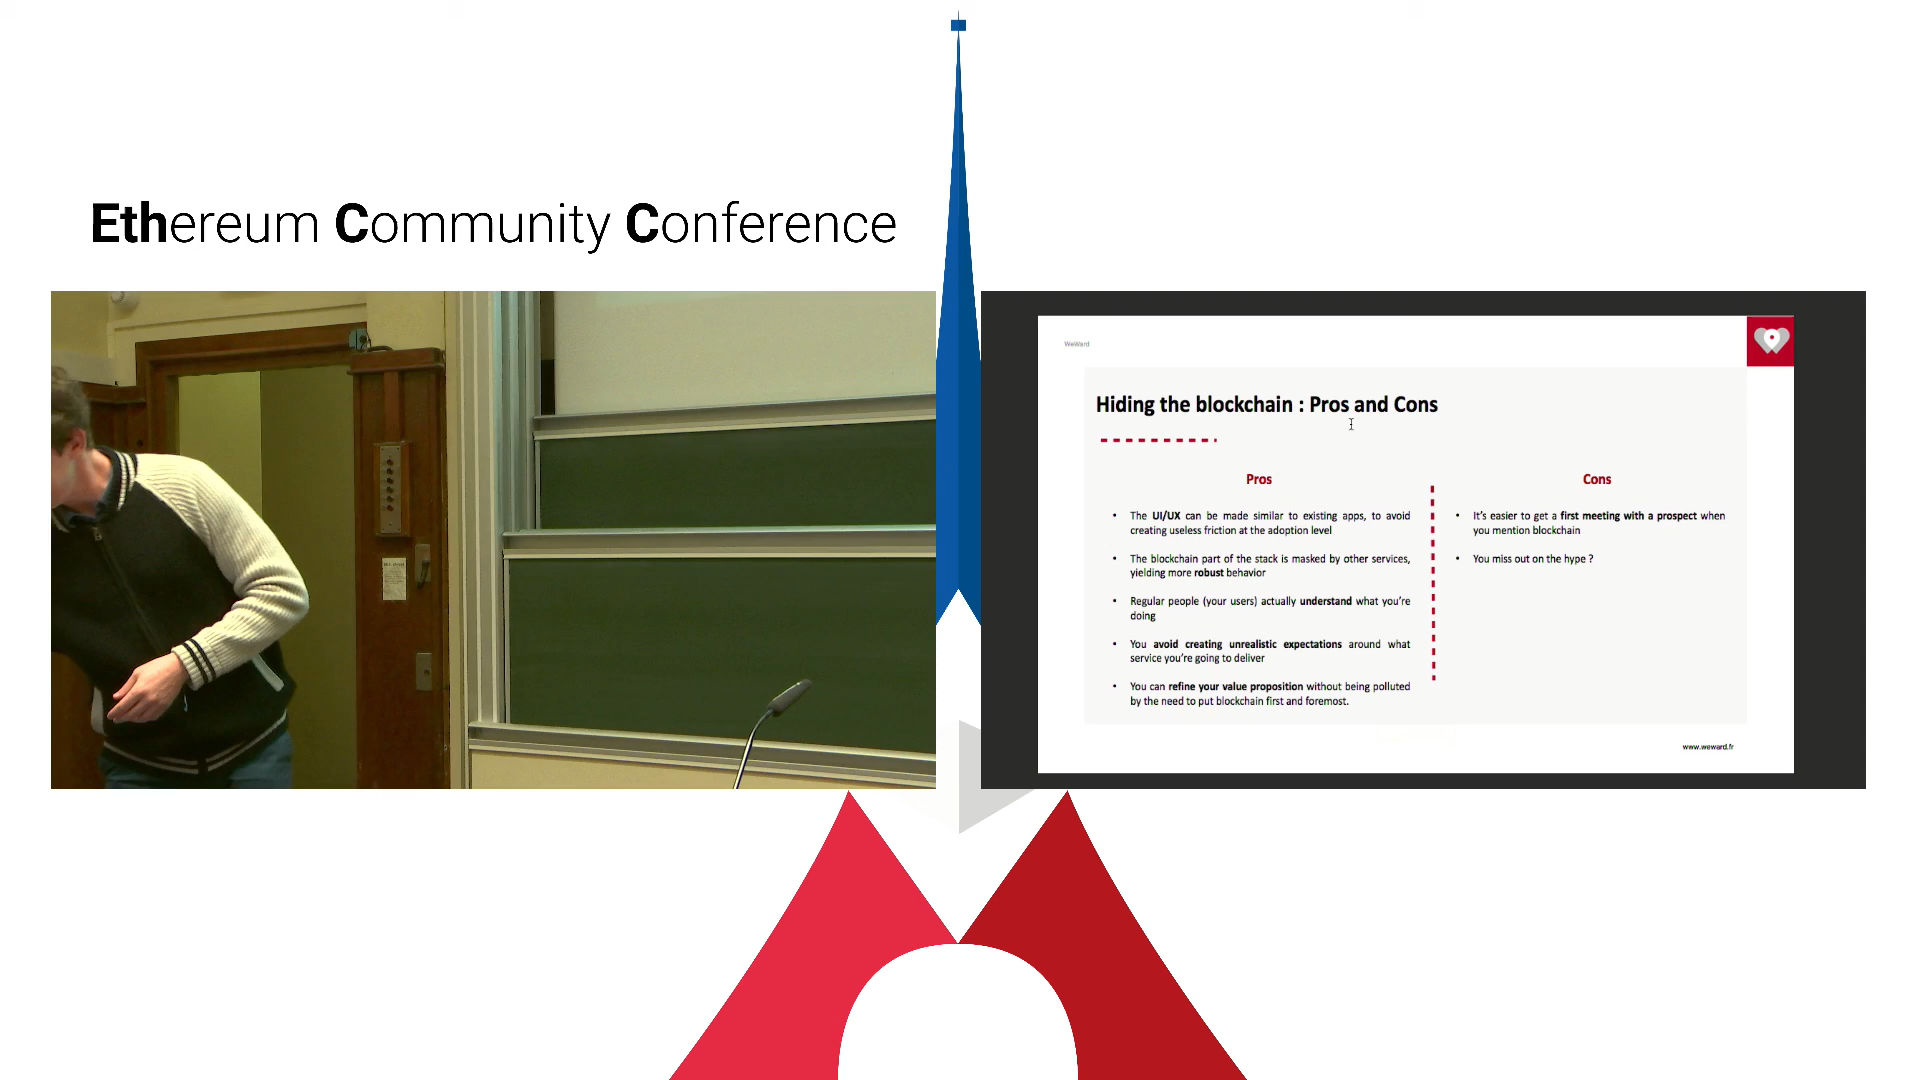 Ethereum Community Conference
WeWard
Hiding the blockchain : Pros and Cons
Pros
• The UI/UX can be made similar to existing apps, to avoid
creating useless friction at the adoption level
• The blockchain part of the stack is masked by other services,
yielding more robust behavior
• Regular people (your users) actually understand what you're
doing
• You avoid creating unrealistic expectations around what
service you're going to deliver
• You can refine your value proposition without being polluted
by the need to put blockchain first and foremost.
Cons
• It's easier to get a first meeting with a prospect when
you mention blockchain
• You miss out on the hype ?
www.weward.fr